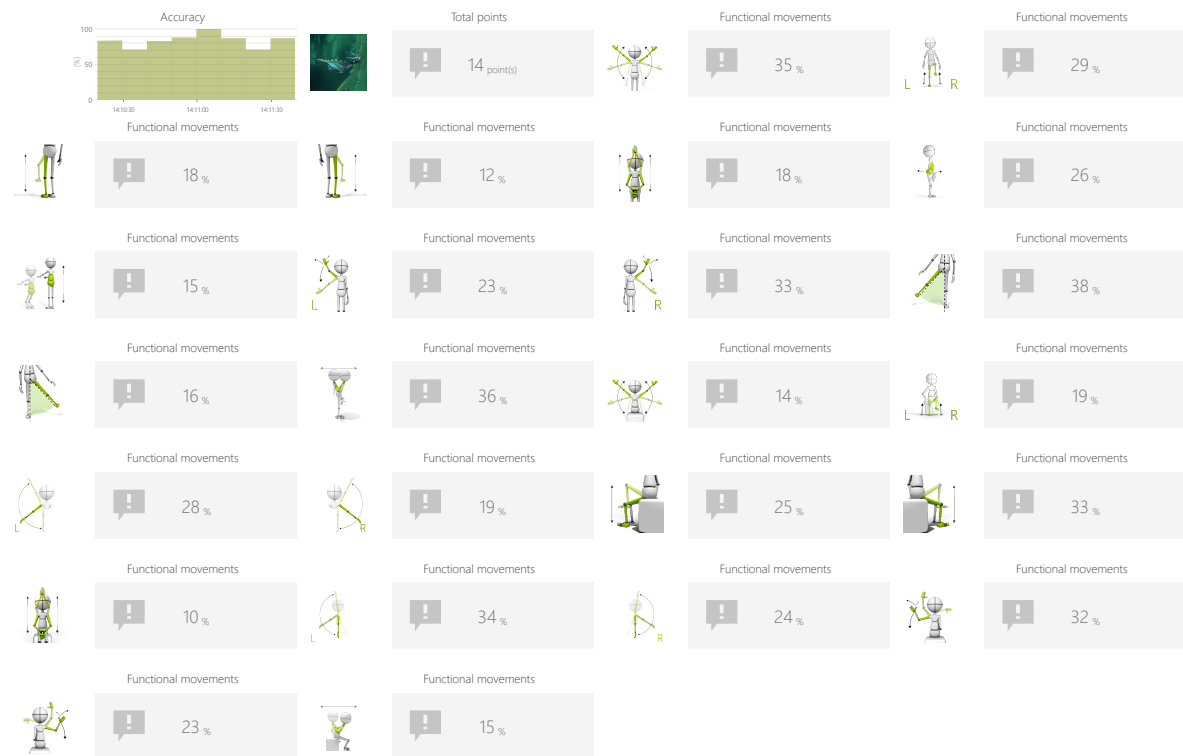 Accuracy
Total points
Functional movements
Functional movements
100
[%]
50
0
14:10:30
14:11:00
14:11:30
14 point(s)
35 %
29 %
L R
Functional movements
Functional movements
Functional movements
Functional movements
18 %
12 %
18 %
26 %
Functional movements
Functional movements
Functional movements
Functional movements
15 %
23 %
33 %
38 %
L
R
Functional movements
Functional movements
Functional movements
Functional movements
16 %
36 %
14 %
19 %
L R
Functional movements
Functional movements
Functional movements
Functional movements
28 %
19 %
25 %
33 %
L
R
Functional movements
Functional movements
Functional movements
Functional movements
10 %
34 %
24 %
32 %
L
R
Functional movements
Functional movements
23 %
15 %